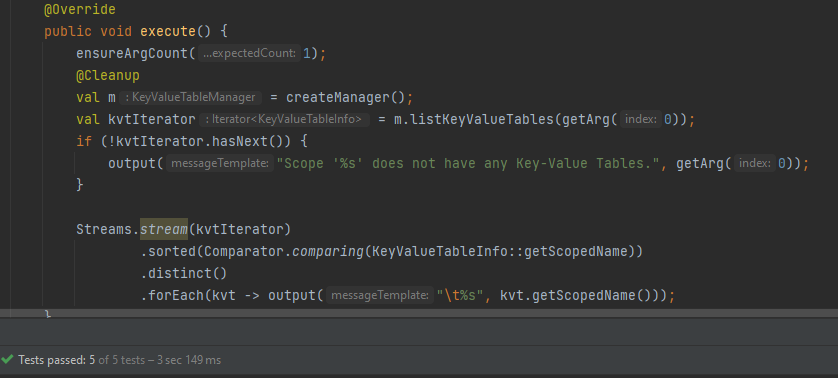 @Override
public void execute() {
ensureArgCount( ...expectedCount: 1);
@Cleanup
val m : KeyValueTableManager = createManager();
val kvtIterator : Iterator<KeyValueTableInfo> = m.listKeyValueTables(getArg( index: 0));
if (!kvtIterator.hasNext()) {
output( messageTemplate: "Scope '%s' does not have any Key-Value Tables.", getArg( index: 0));
}
Streams.stream(kvtIterator)
.sorted(Comparator.comparing(KeyValueTableInfo::getScopedName))
.distinct()
.forEach(kvt -> output( messageTemplate: "\t%s", kvt.getScopedName()));
}
Tests passed: 5 of 5 tests – 3 sec 149 ms